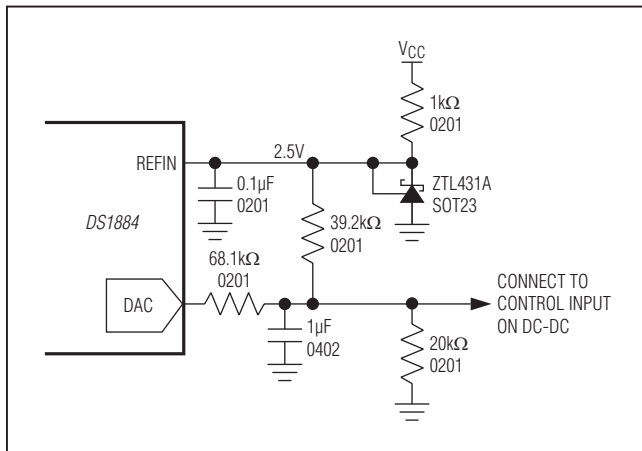 VCC
1kΩ
0201
REFIN
2.5V
ZTL431A
SOT23
0.1µF
0201
DS1884
39.2kΩ
0201
68.1kΩ
0201
DAC
CONNECT TO
CONTROL INPUT
ON DC-DC
1µF
0402
20kΩ
0201